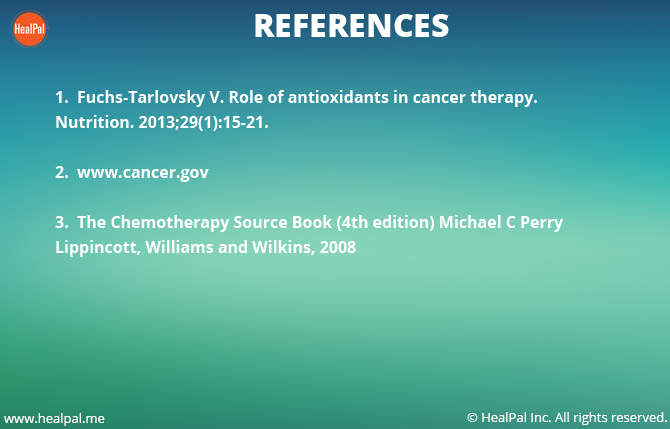 HealPal
REFERENCES
1. Fuchs-Tarlovsky V. Role of antioxidants in cancer therapy.
Nutrition. 2013;29(1):15-21.
2. www.cancer.gov
3. The Chemotherapy Source Book (4th edition) Michael C Perry
Lippincott, Williams and Wilkins, 2008
www.healpal.me
© HealPal Inc. All rights reserved.